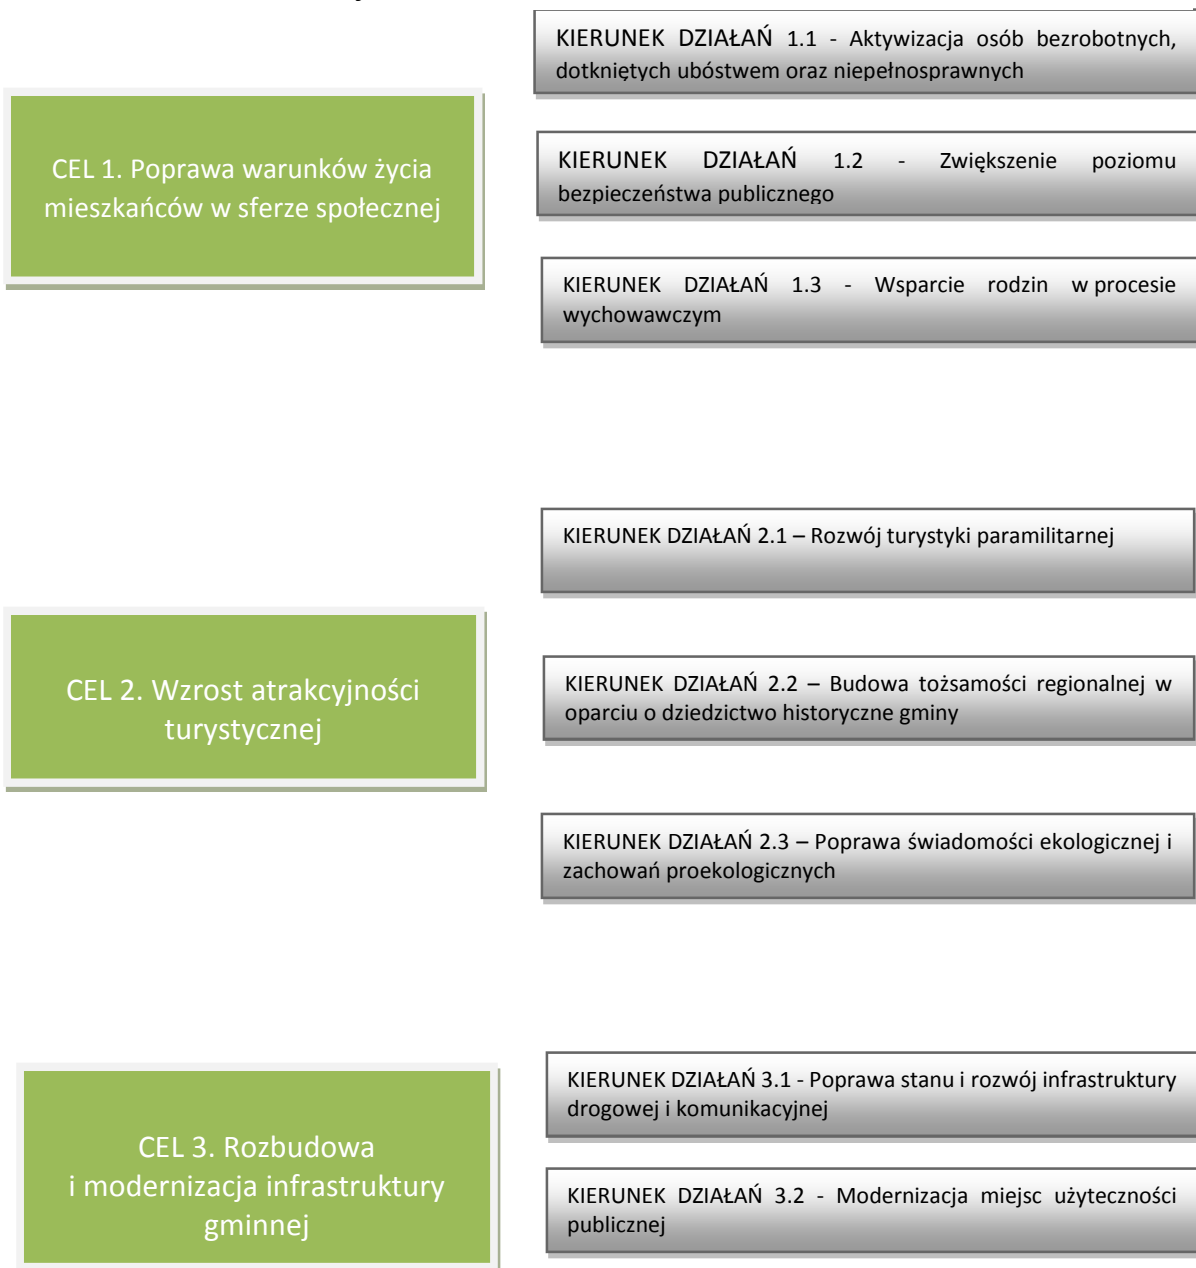 KIERUNEK DZIAŁAŃ 1.1 - Aktywizacja osób bezrobotnych,
dotkniętych ubóstwem oraz niepełnosprawnych
CEL 1. Poprawa warunków życia
mieszkańców w sferze społecznej
KIERUNEK DZIAŁAŃ 1.2 - Zwiększenie poziomu
bezpieczeństwa publicznego
KIERUNEK DZIAŁAŃ 1.3 - Wsparcie rodzin w procesie
wychowawczym
KIERUNEK DZIAŁAŃ 2.1 – Rozwój turystyki paramilitarnej
CEL 2. Wzrost atrakcyjności
turystycznej
KIERUNEK DZIAŁAŃ 2.2 – Budowa tożsamości regionalnej w
oparciu o dziedzictwo historyczne gminy
KIERUNEK DZIAŁAŃ 2.3 – Poprawa świadomości ekologicznej i
zachowań proekologicznych
KIERUNEK DZIAŁAŃ 3.1 - Poprawa stanu i rozwój infrastruktury
drogowej i komunikacyjnej
CEL 3. Rozbudowa
i modernizacja infrastruktury
gminnej
KIERUNEK DZIAŁAŃ 3.2 - Modernizacja miejsc użyteczności
publicznej